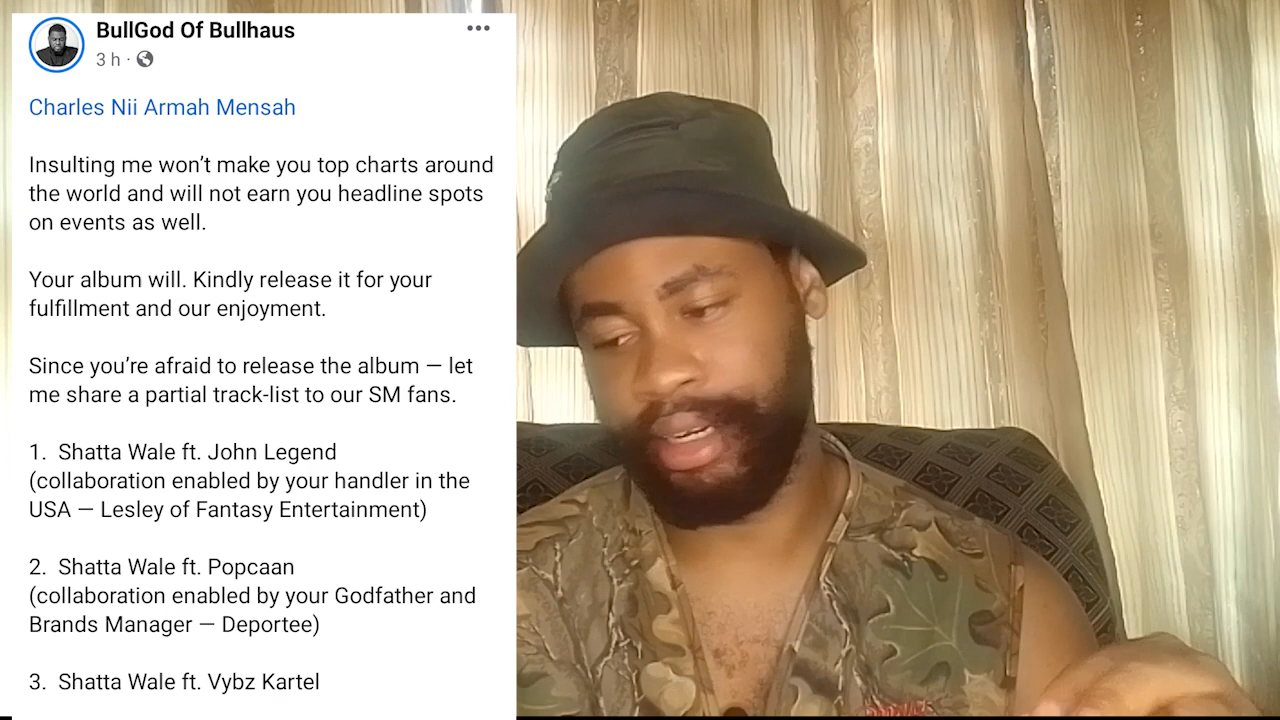 BullGod Of Bullhaus
3 h ·
Charles Nii Armah Mensah
Insulting me won’t make you top charts around
the world and will not earn you headline spots
on events as well.
Your album will. Kindly release it for your
fulfillment and our enjoyment.
Since you’re afraid to release the album — let
me share a partial track-list to our SM fans.
1. Shatta Wale ft. John Legend
(collaboration enabled by your handler in the
USA — Lesley of Fantasy Entertainment)
2. Shatta Wale ft. Popcaan
(collaboration enabled by your Godfather and
Brands Manager — Deportee)
3. Shatta Wale ft. Vybz Kartel